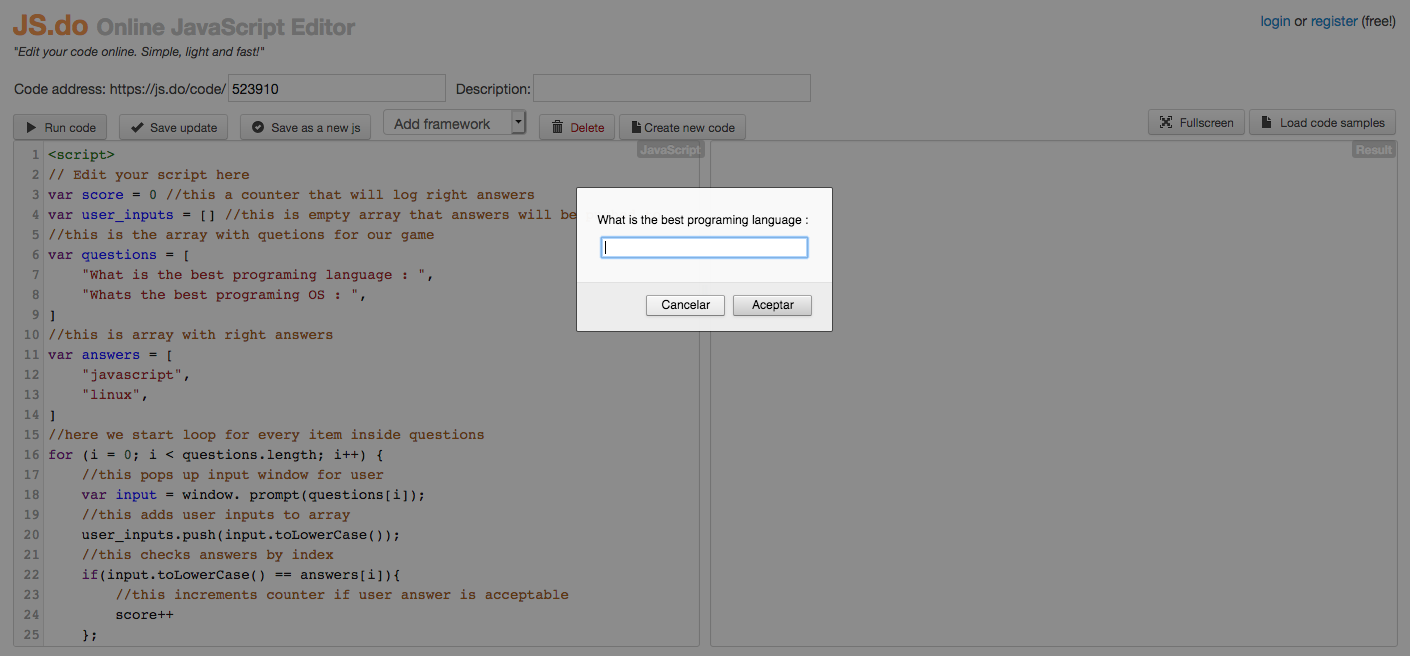 JS.do Online JavaScript Editor
login or register (free!)
"Edit your code online. Simple, light and fast!"
Code address: https://js.do/code/ 523910 Description:
Run code Save update Save as a new js Add framework Delete Create new code Fullscreen Load code samples
JavaScript
Result
1 <script>
2 // Edit your script here
3 var score = 0 //this a counter that will log right answers
4 var user_inputs = [] //this is empty array that answers will be
5 //this is the array with quetions for our game
6 var questions = [
7 "What is the best programing language : ",
8 "Whats the best programing OS : ",
9 ]
10 //this is array with right answers
11 var answers = [
12 "javascript",
13 "linux",
14 ]
15 //here we start loop for every item inside questions
16 for (i = 0; i < questions.length; i++) {
17 //this pops up input window for user
18 var input = window. prompt(questions[i]);
19 //this adds user inputs to array
20 user_inputs.push(input.toLowerCase());
21 //this checks answers by index
22 if(input.toLowerCase() == answers[i]){
23 //this increments counter if user answer is acceptable
24 score++
25 };
What is the best programing language :
Cancelar Aceptar